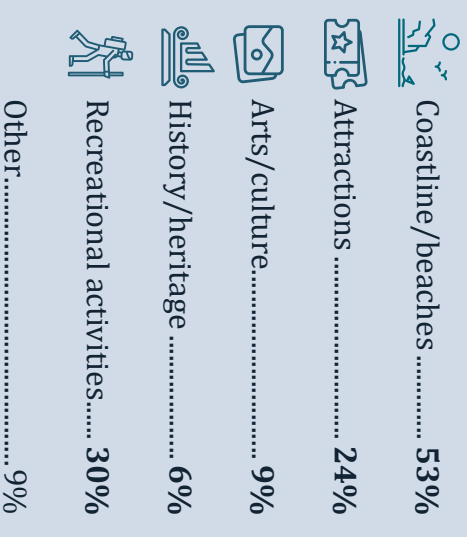 Coastline/beaches .......... 53%
Attractions ........................ 24%
Arts/culture......................... 9%
History/heritage ................ 6%
Recreational activities...... 30%
Other...................................... 9%